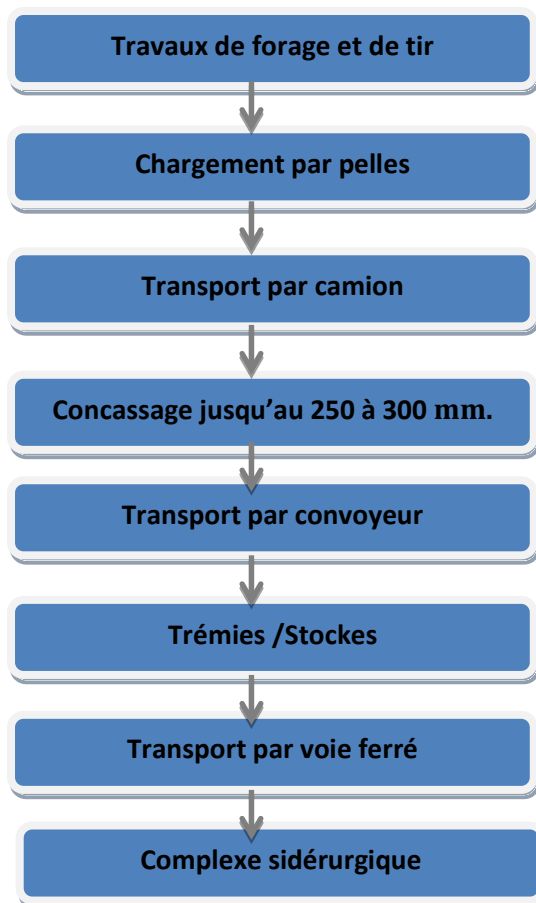 Travaux de forage et de tir
Chargement par pelles
Transport par camion
Concassage jusqu’au 250 à 300 mm.
Transport par convoyeur
Trémies /Stockes
Transport par voie ferré
Complexe sidérurgique